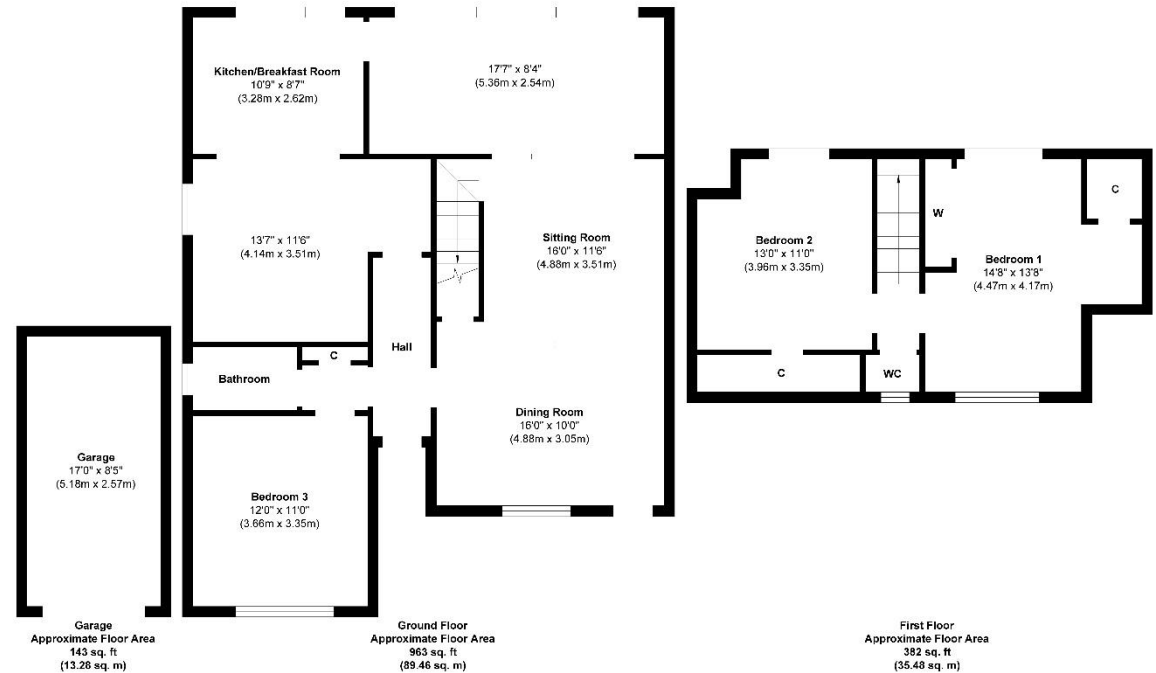 Kitchen/Breakfast Room
10'9" x 8'7"
(3.28m x 2.62m)
17'7" x 8'4"
(5.36m x 2.54m)
13'7" x 11'6"
(4.14m x 3.51m)
Sitting Room
16'0" x 11'6"
(4.88m x 3.51m)
Hall
C
Bathroom
Dining Room
16'0" x 10'0"
(4.88m x 3.05m)
Bedroom 3
12'0" x 11'0"
(3.66m x 3.35m)
Garage
17'0" x 8'5"
(5.18m x 2.57m)
C
W
Bedroom 2
13'0" x 11'0"
(3.96m x 3.35m)
Bedroom 1
14'8" x 13'8"
(4.47m x 4.17m)
C
WC
Garage
Approximate Floor Area
143 sq. ft
(13.28 sq. m)
Ground Floor
Approximate Floor Area
963 sq. ft
(89.46 sq. m)
First Floor
Approximate Floor Area
382 sq. ft
(35.48 sq. m)